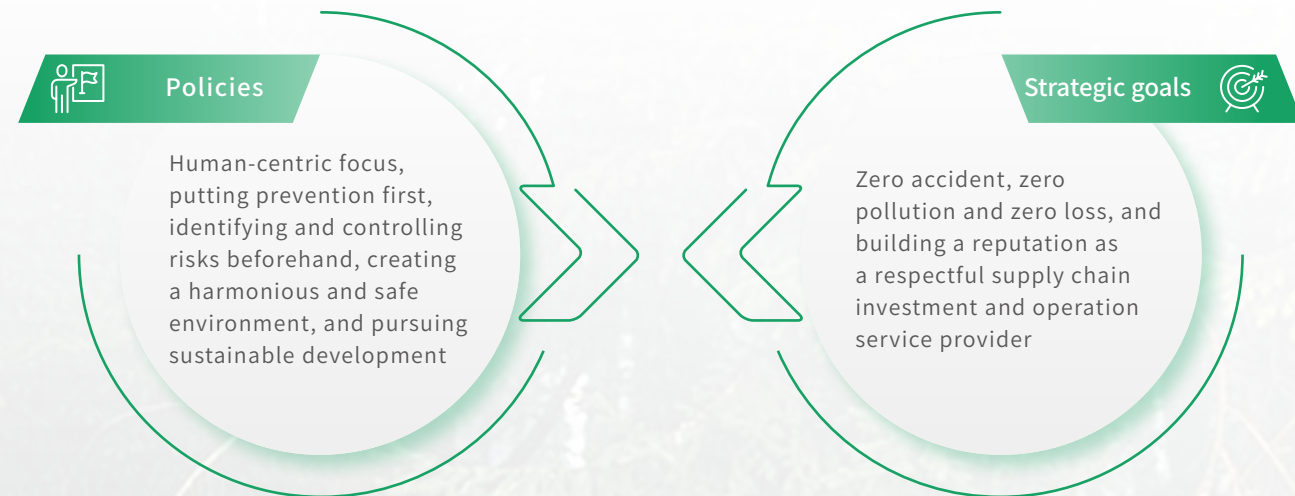 Policies
Human-centric focus,
putting prevention first,
identifying and controlling
risks beforehand, creating
a harmonious and safe
environment, and pursuing
sustainable development
Strategic goals
Zero accident, zero
pollution and zero loss, and
building a reputation as
a respectful supply chain
investment and operation
service provider